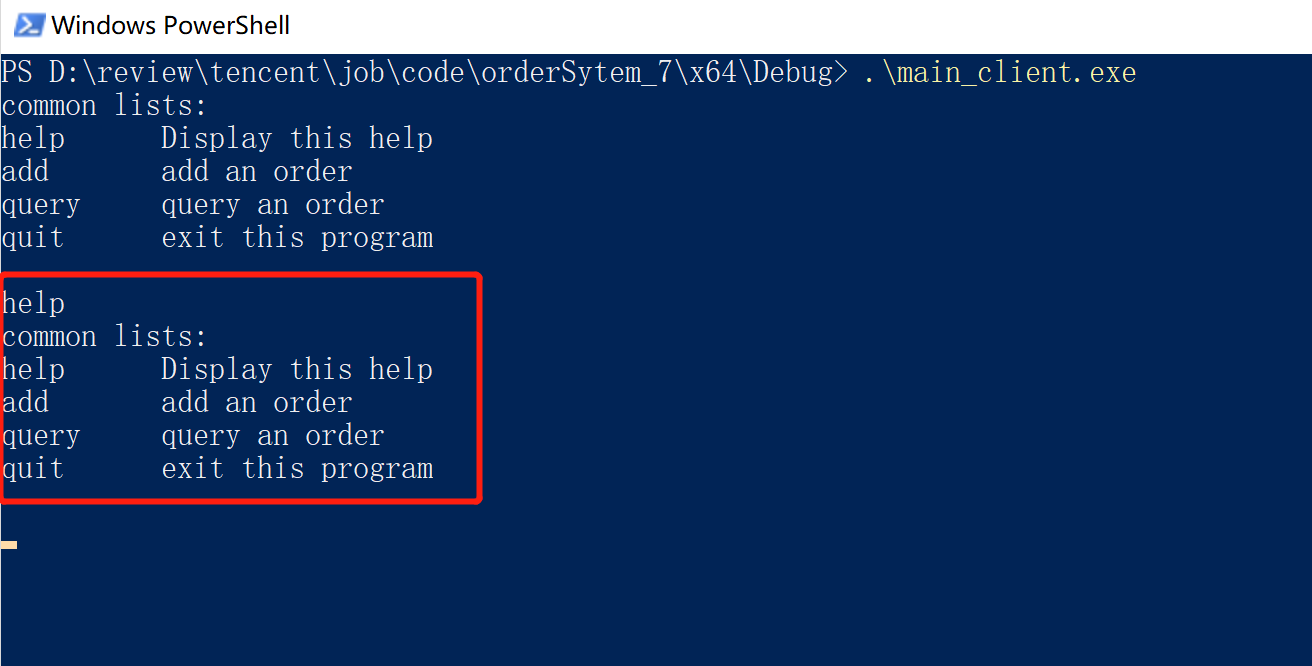 Windows PowerShell
PS D:\review\tencent\job\code\orderSytem_7\x64\Debug> .\main_client.exe
common lists:
help      Display this help
add       add an order
query     query an order
quit      exit this program
help
common lists:
help      Display this help
add       add an order
query     query an order
quit      exit this program